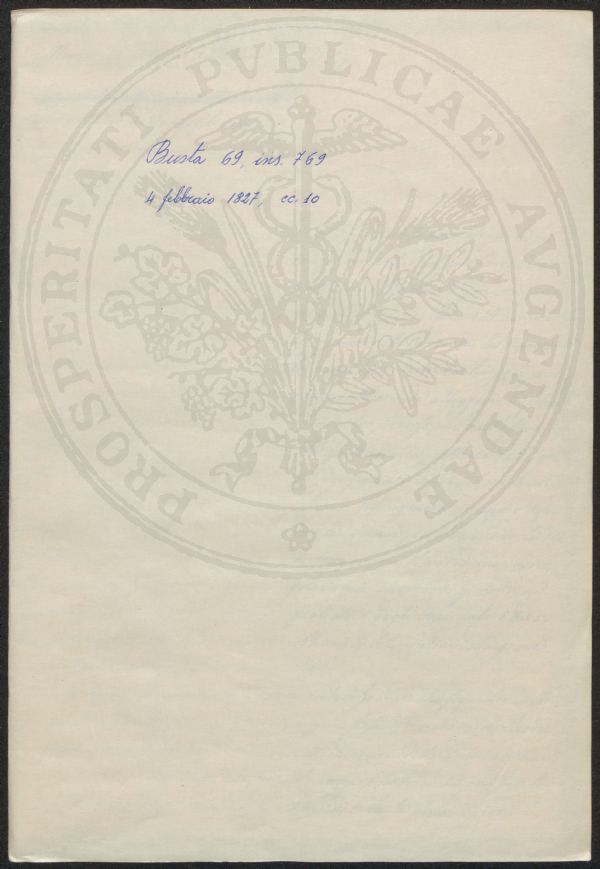 Busta 69, ins. 769
4 febbraio 1827, cc. 10
PROSPERITATI PVBLICAE AVGENDAE